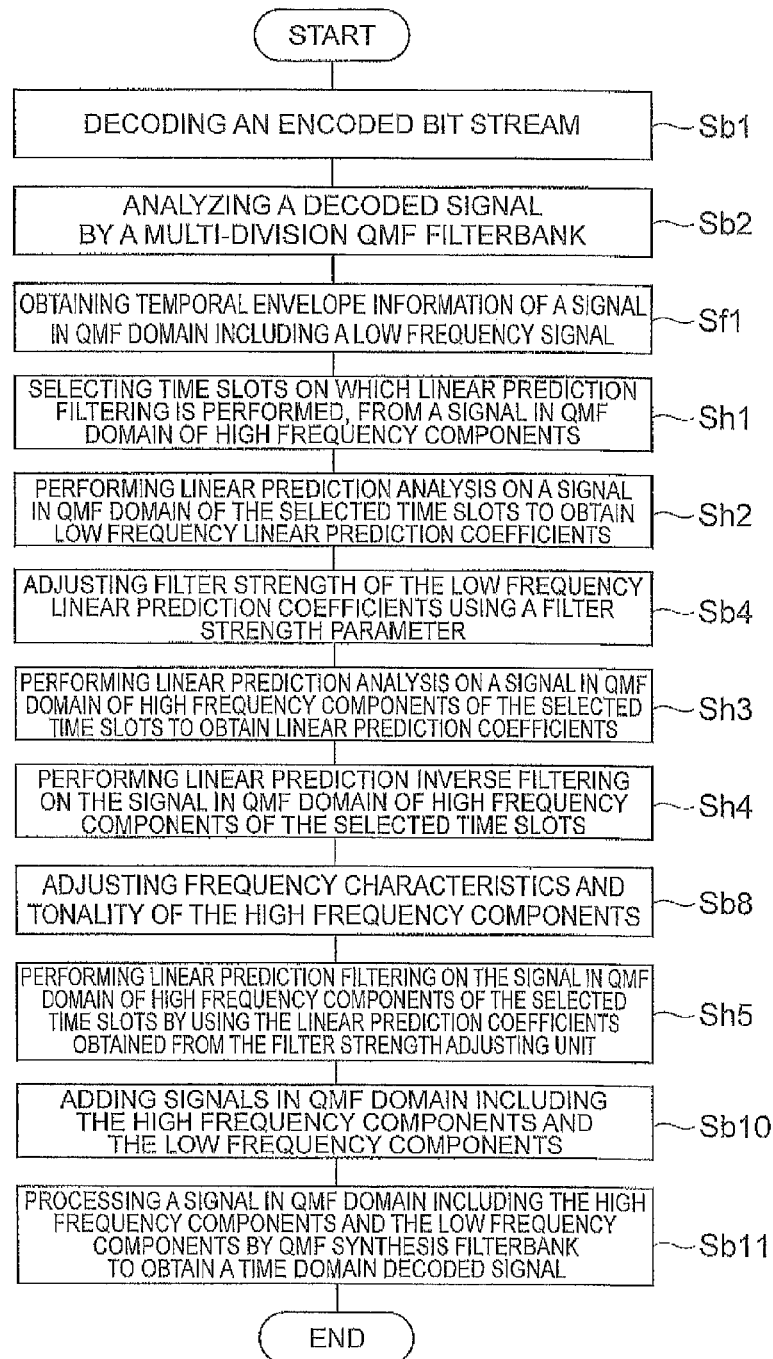 START
DECODING AN ENCODED BIT STREAM
Sb1
ANALYZING A DECODED SIGNAL
BY A MULTI-DIVISION QMF FILTERBANK
Sb2
OBTAINING TEMPORAL ENVELOPE INFORMATION OF A SIGNAL
IN QMF DOMAIN INCLUDING A LOW FREQUENCY SIGNAL
Sf1
SELECTING TIME SLOTS ON WHICH LINEAR PREDICTION
FILTERING IS PERFORMED, FROM A SIGNAL IN QMF
DOMAIN OF HIGH FREQUENCY COMPONENTS
Sh1
PERFORMING LINEAR PREDICTION ANALYSIS ON A SIGNAL
IN QMF DOMAIN OF THE SELECTED TIME SLOTS TO OBTAIN
LOW FREQUENCY LINEAR PREDICTION COEFFICIENTS
Sh2
ADJUSTING FILTER STRENGTH OF THE LOW FREQUENCY
LINEAR PREDICTION COEFFICIENTS USING A FILTER
STRENGTH PARAMETER
Sb4
PERFORMING LINEAR PREDICTION ANALYSIS ON A SIGNAL IN QMF
DOMAIN OF HIGH FREQUENCY COMPONENTS OF THE SELECTED
TIME SLOTS TO OBTAIN LINEAR PREDICTION COEFFICIENTS
Sh3
PERFORMNG LINEAR PREDICTION INVERSE FILTERING
ON THE SIGNAL IN QMF DOMAIN OF HIGH FREQUENCY
COMPONENTS OF THE SELECTED TIME SLOTS
Sh4
ADJUSTING FREQUENCY CHARACTERISTICS AND
TONALITY OF THE HIGH FREQUENCY COMPONENTS
Sb8
PERFORMING LINEAR PREDICTION FILTERING ON THE SIGNAL IN QMF
DOMAIN OF HIGH FREQUENCY COMPONENTS OF THE SELECTED
TIME SLOTS BY USING THE LINEAR PREDICTION COEFFICIENTS
OBTAINED FROM THE FILTER STRENGTH ADJUSTING UNIT
Sh5
ADDING SIGNALS IN QMF DOMAIN INCLUDING
THE HIGH FREQUENCY COMPONENTS AND
THE LOW FREQUENCY COMPONENTS
Sb10
PROCESSING A SIGNAL IN QMF DOMAIN INCLUDING THE HIGH
FREQUENCY COMPONENTS AND THE LOW FREQUENCY
COMPONENTS BY QMF SYNTHESIS FILTERBANK
TO OBTAIN A TIME DOMAIN DECODED SIGNAL
Sb11
END